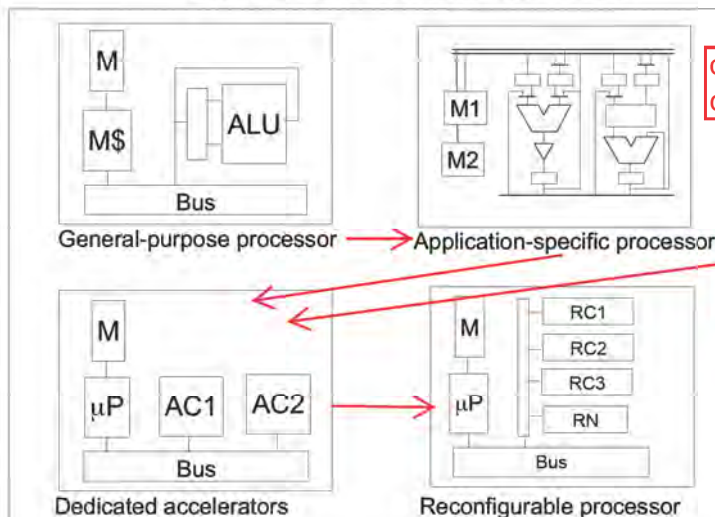 M
M$
ALU
Bus
General-purpose processor
M1
M2
Application-specific processor
M
μP
AC1
AC2
Bus
Dedicated accelerators
M
μP
RC1
RC2
RC3
RN
Bus
Reconfigurable processor